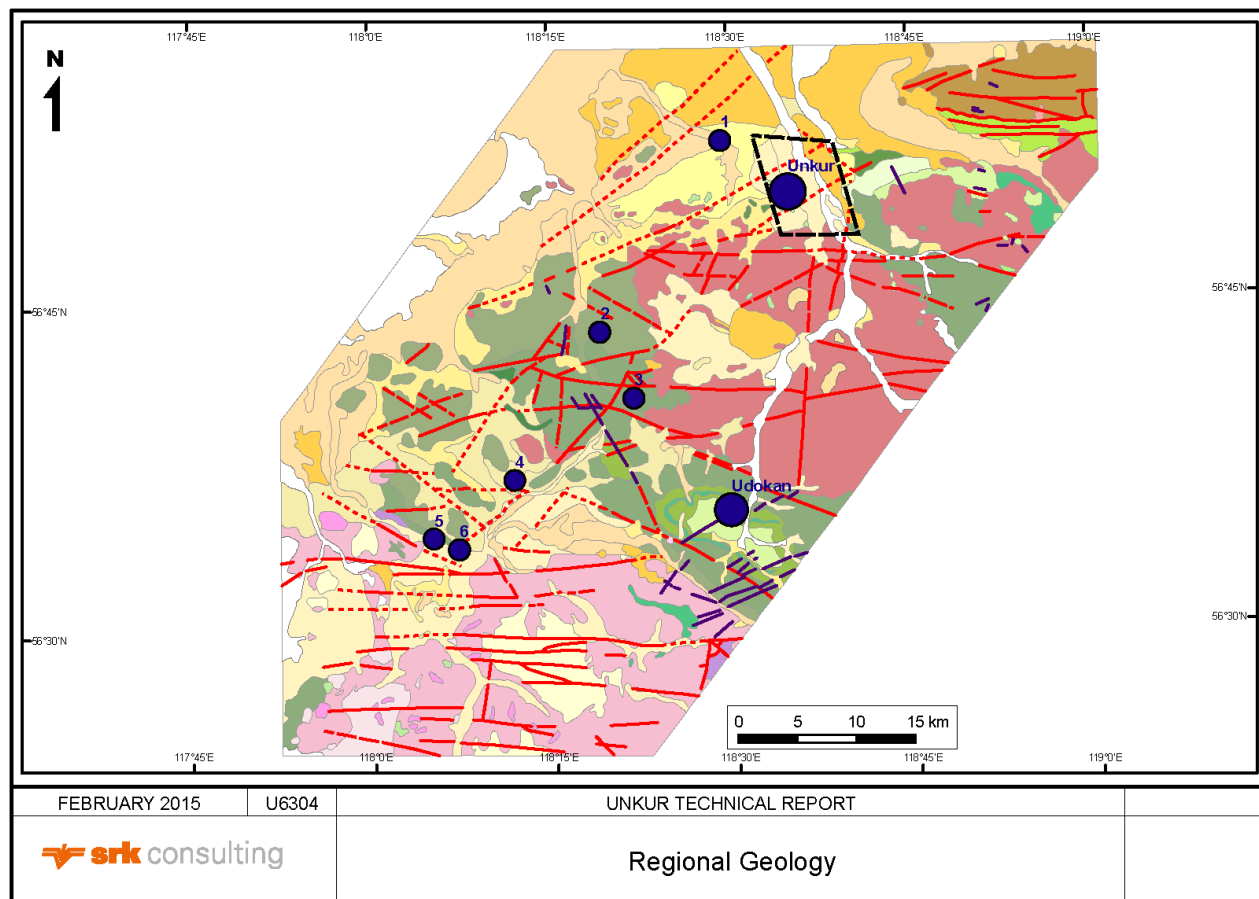 117°45'E 118°0'E 118°15'E 118°30'E 118°45'E 119°0'E
N
1
Unkur
56°45'N 56°45'N
2
3
4
Udokan
5 6
56°30'N 56°30'N
0 5 10 15 km
117°45'E 118°0'E 118°15'E 118°30'E 118°45'E 119°0'E
FEBRUARY 2015 U6304 UNKUR TECHNICAL REPORT
srk consulting
Regional Geology